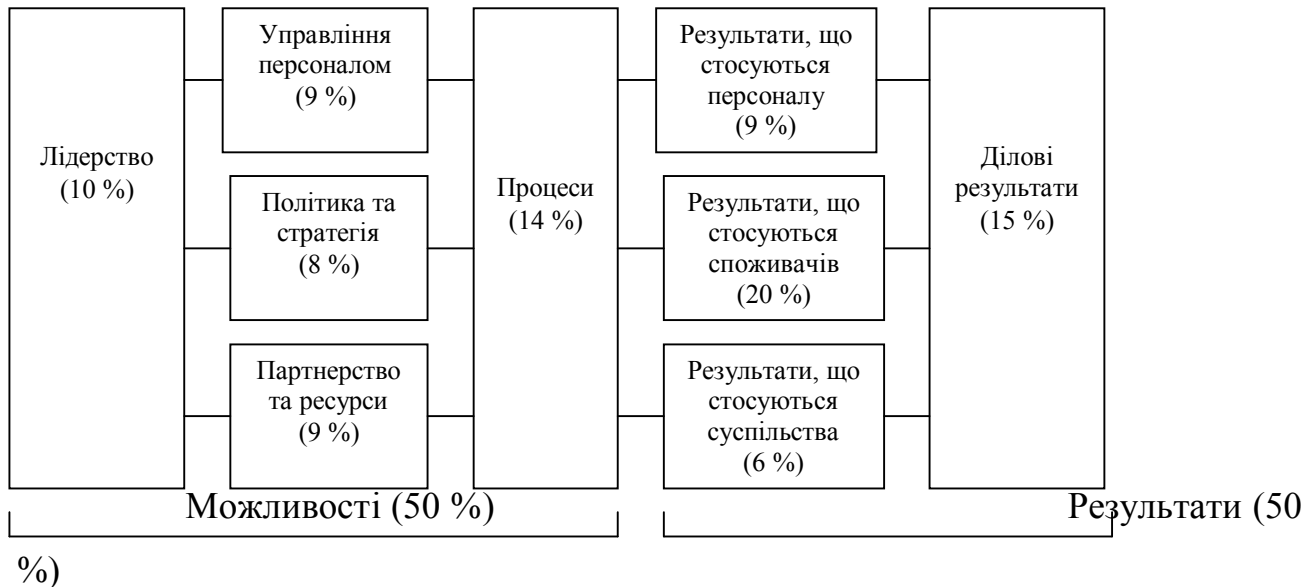 Лідерство
(10 %)
Управління
персоналом
(9 %)
Політика та
стратегія
(8 %)
Партнерство
та ресурси
(9 %)
Процеси
(14 %)
Результати, що
стосуються
персоналу
(9 %)
Результати, що
стосуються
споживачів
(20 %)
Результати, що
стосуються
суспільства
(6 %)
Ділові
результати
(15 %)
Можливості (50 %)
Результати (50
%)